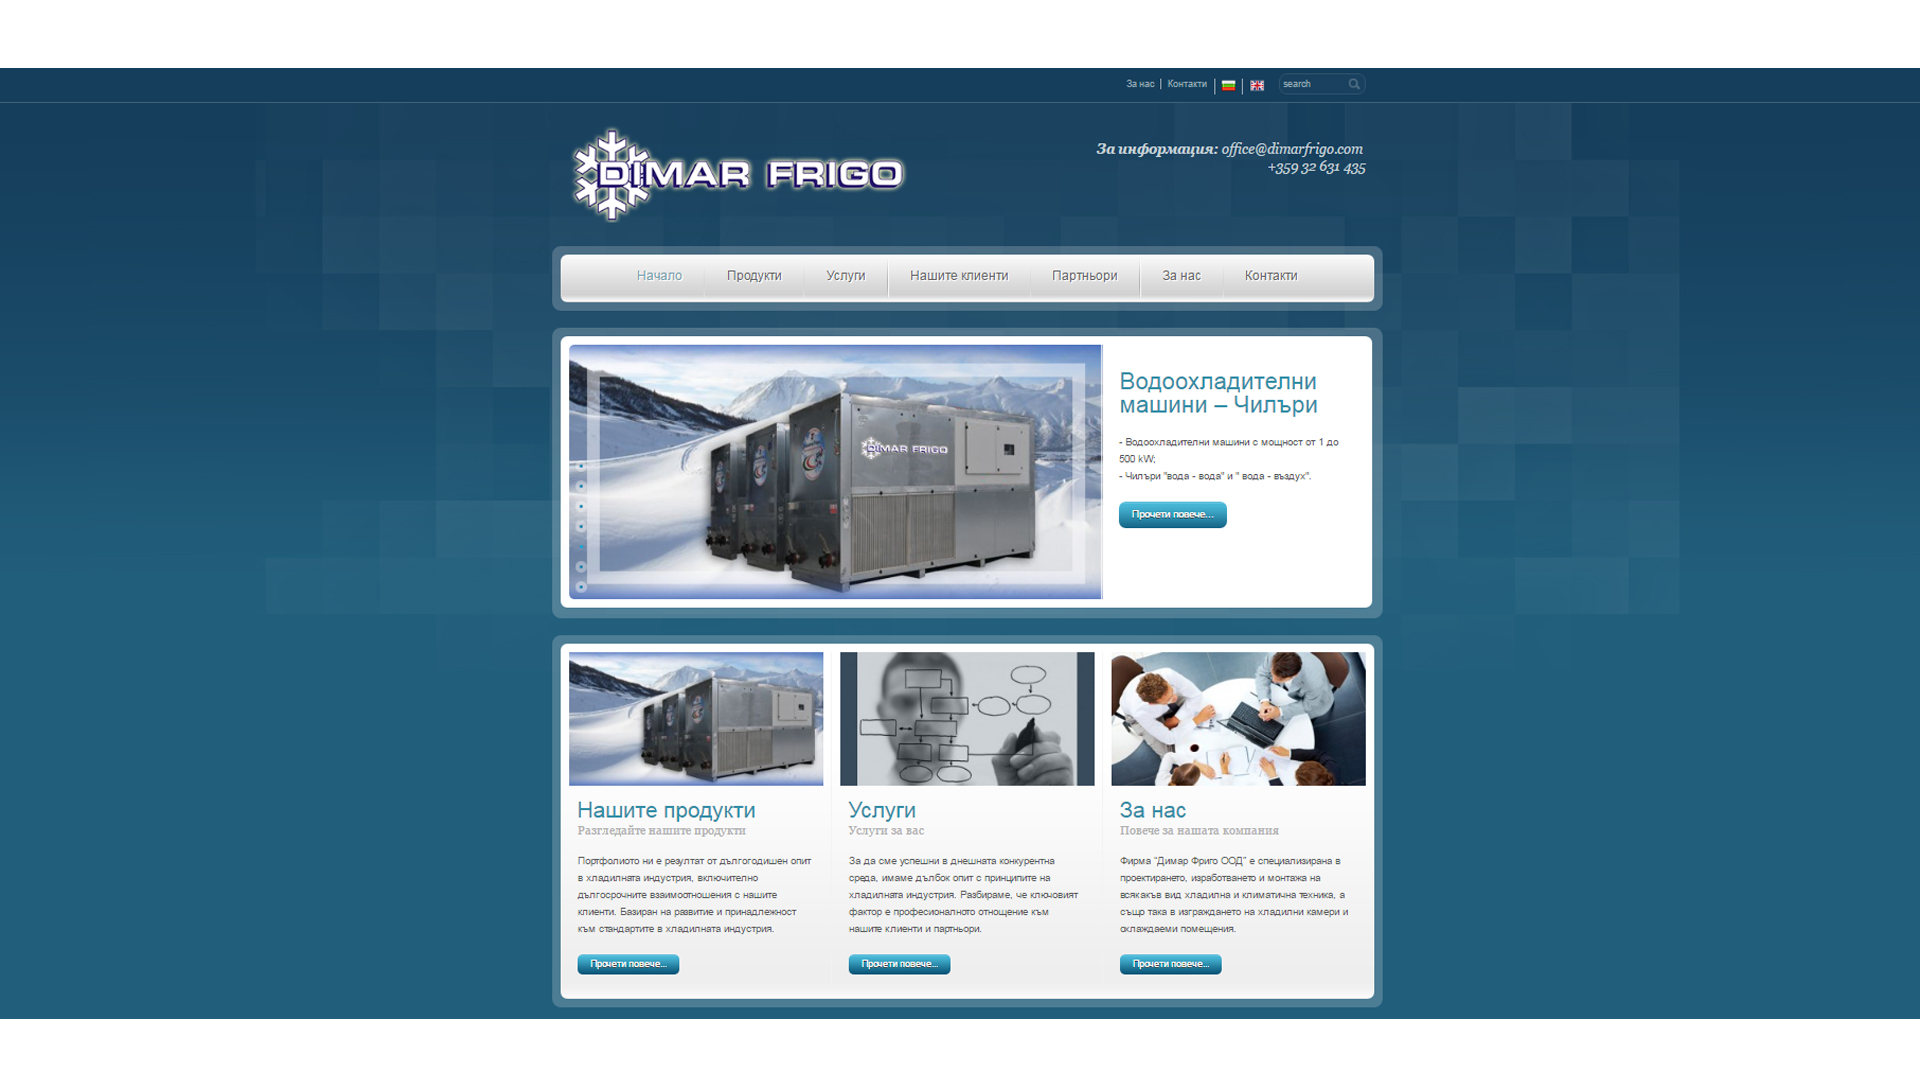 За нас
Контакти
search
DIMAR FRIGO
За информация: office@dimarfrigo.com
+359 32 631 435
Начало
Продукти
Услуги
Нашите клиенти
Партньори
За нас
Контакти
DIMAR FRIGO
Водоохладителни
машини – Чилъри
- Водоохладителни машини с мощност от 1 до
500 kW;
- Чилъри "вода - вода" и " вода - въздух".
Прочети повече...
Нашите продукти
Разгледайте нашите продукти
Портфолиото ни е резултат от дългогодишен опит
в хладилната индустрия, включително
дългосрочните взаимоотношения с нашите
клиенти. Базиран на развитие и принадлежност
към стандартите в хладилната индустрия.
Прочети повече...
Услуги
Услуги за вас
За да сме успешни в днешната конкурентна
среда, имаме дълбок опит с принципите на
хладилната индустрия. Разбираме, че ключовият
фактор е професионалното отнощение към
нашите клиенти и партньори.
Прочети повече...
За нас
Повече за нашата компания
Фирма “Димар Фриго ООД” е специализирана в
проектирането, изработването и монтажа на
всякакъв вид хладилна и климатична техника, а
същр така в изграждането на хладилни камери и
охлаждаеми помещения.
Прочети повече...